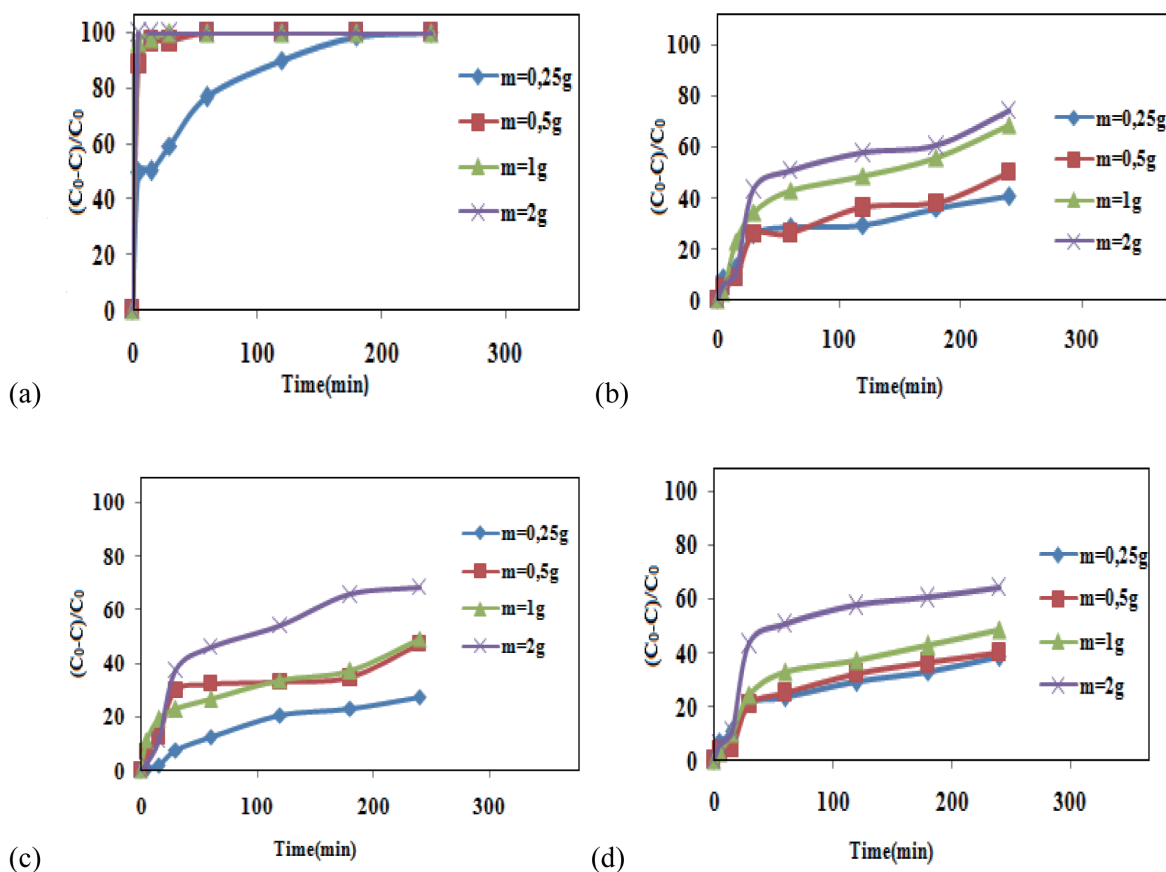 100
80
60
40
20
0
(C₀-C)/C₀
0 100 200 300
Time(min)
m=0,25g
m=0,5g
m=1g
m=2g
(a)
100
80
60
40
20
0
(C₀-C)/C₀
0 100 200 300
Time(min)
m=0,25g
m=0,5g
m=1g
m=2g
(b)
100
80
60
40
20
0
(C₀-C)/C₀
0 100 200 300
Time(min)
m=0,25g
m=0,5g
m=1g
m=2g
(c)
100
80
60
40
20
0
(C₀-C)/C₀
0 100 200 300
Time(min)
m=0,25g
m=0,5g
m=1g
m=2g
(d)